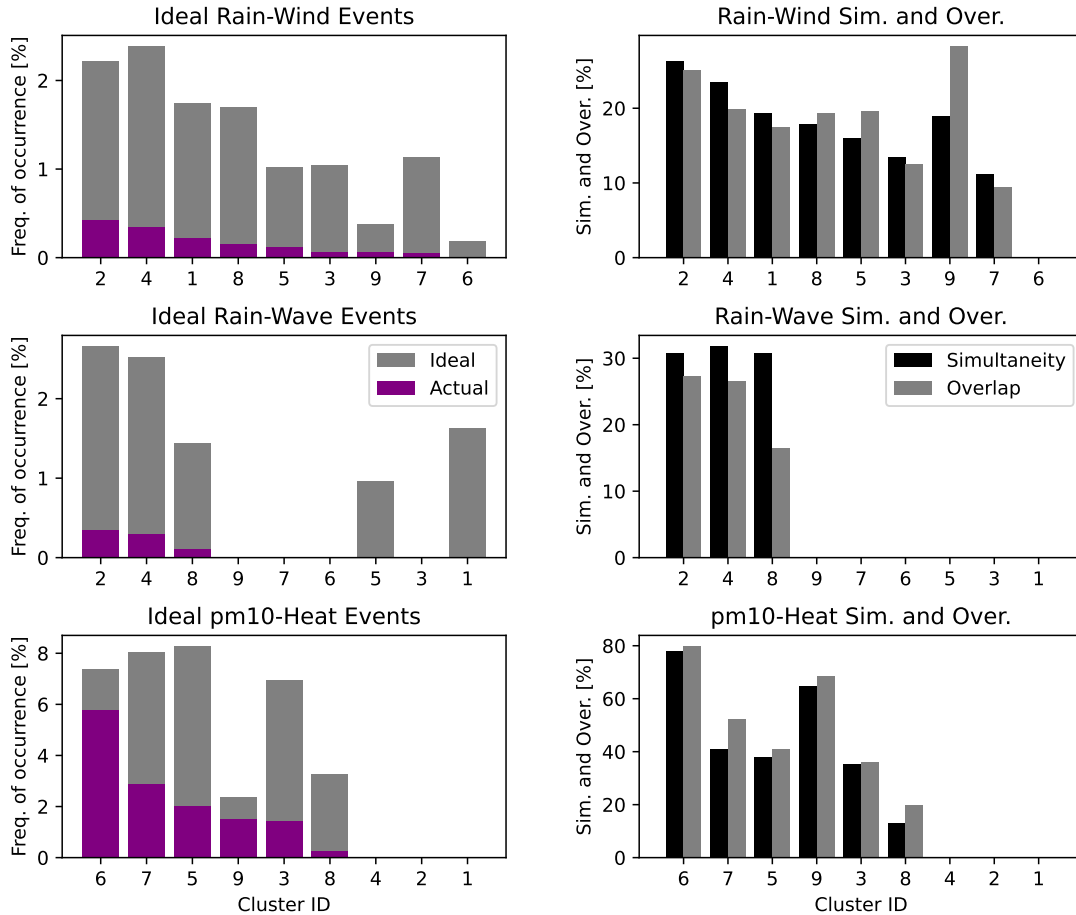 Ideal Rain-Wind Events
Freq. of occurrence [%]
2
1
0
2 4 1 8 5 3 9 7 6
Rain-Wind Sim. and Over.
Sim. and Over. [%]
20
10
0
2 4 1 8 5 3 9 7 6
Ideal Rain-Wave Events
Freq. of occurrence [%]
2
1
0
Ideal
Actual
2 4 8 9 7 6 5 3 1
Rain-Wave Sim. and Over.
Sim. and Over. [%]
30
20
10
0
Simultaneity
Overlap
2 4 8 9 7 6 5 3 1
Ideal pm10-Heat Events
Freq. of occurrence [%]
8
6
4
2
0
6 7 5 9 3 8 4 2 1
Cluster ID
pm10-Heat Sim. and Over.
Sim. and Over. [%]
80
60
40
20
0
6 7 5 9 3 8 4 2 1
Cluster ID